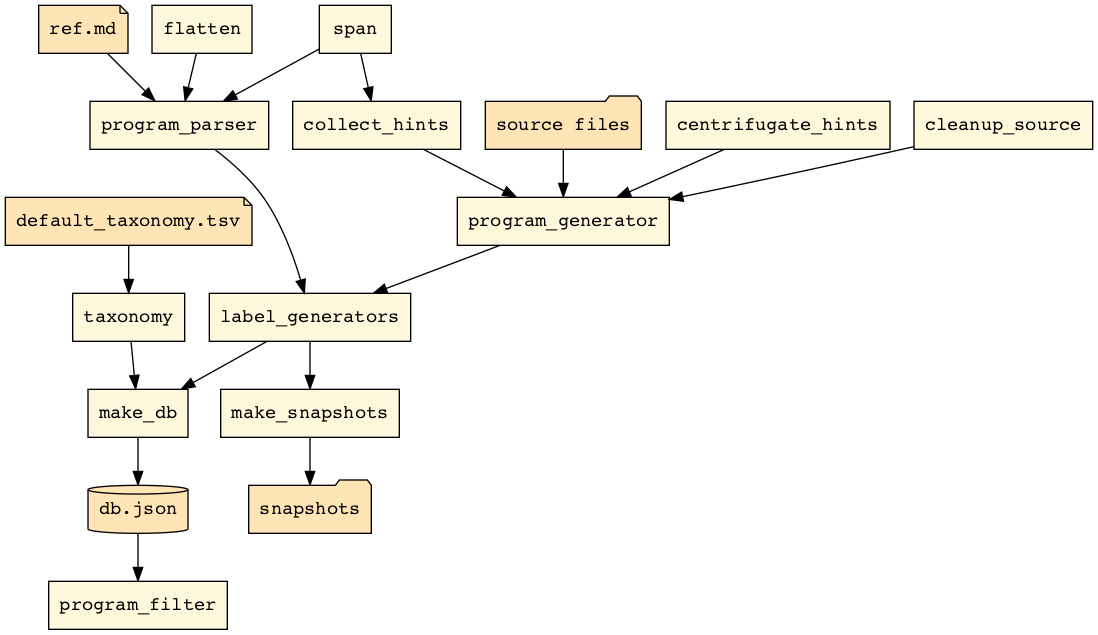 ref.md
flatten
span
program_parser
collect_hints
source files
centrifugate_hints
cleanup_source
default_taxonomy.tsv
program_generator
taxonomy
label_generators
make_db
make_snapshots
db.json
snapshots
program_filter